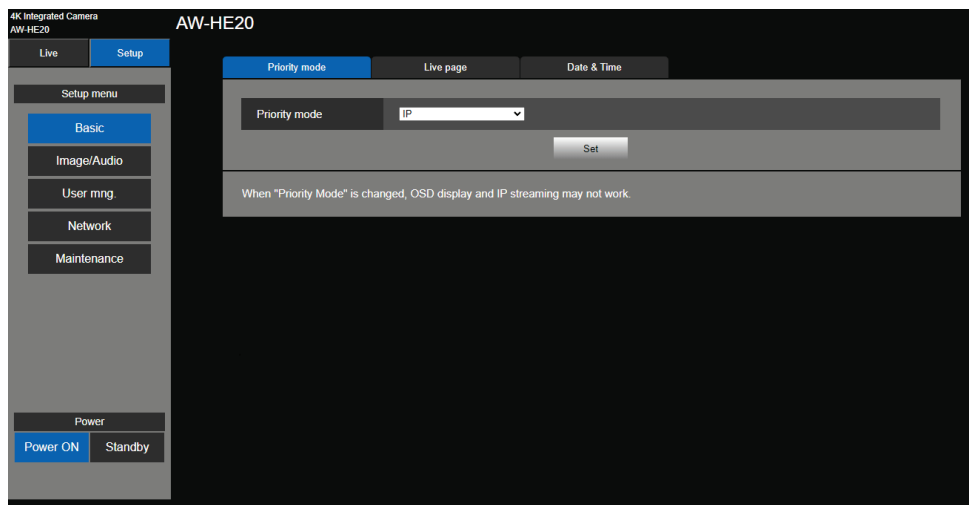 4K Integrated Camera
AW-HE20
AW-HE20
Live Setup
Priority mode Live page Date & Time
Setup menu
Basic
Image/Audio
User mng.
Network
Maintenance
Priority mode IP
Set
When "Priority Mode" is changed, OSD display and IP streaming may not work.
Power
Power ON Standby